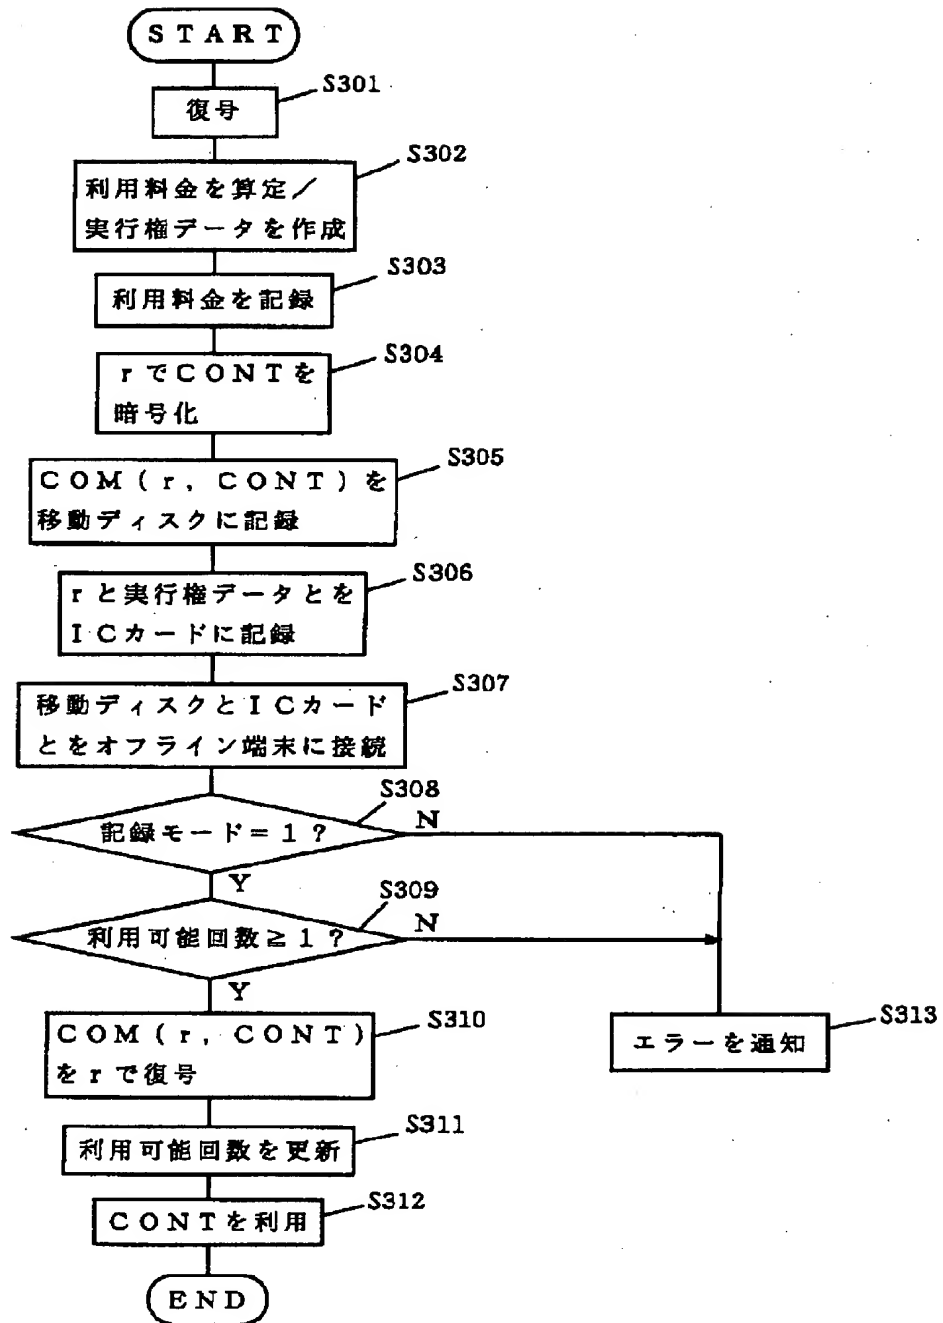 START
S301
復号
S302
利用料金を算定／
実行権データを作成
S303
利用料金を記録
S304
rでCONTを
暗号化
S305
COM(r, CONT)を
移動ディスクに記録
S306
rと実行権データとを
ICカードに記録
S307
移動ディスクとICカード
とをオフライン端末に接続
S308
記録モード=1?
N
Y
S309
利用可能回数≧1?
N
Y
S310
COM(r, CONT)
をrで復号
S313
エラーを通知
S311
利用可能回数を更新
S312
CONTを利用
END